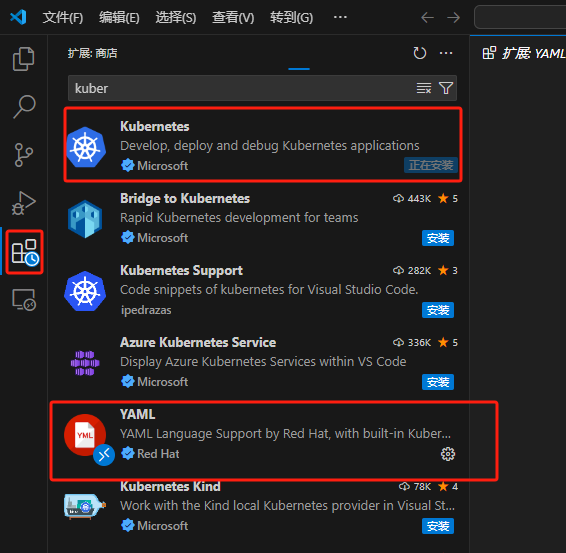 文件(F) 编辑(E) 选择(S) 查看(V) 转到(G) ···
扩展: 商店
扩展: YAML
kuber
Kubernetes
Develop, deploy and debug Kubernetes applications
Microsoft 正在安装
Bridge to Kubernetes 443K ★ 5
Rapid Kubernetes development for teams
Microsoft 安装
Kubernetes Support 282K ★ 3
Code snippets of kubernetes for Visual Studio Code.
ipedrazas 安装
Azure Kubernetes Service 336K ★ 5
Display Azure Kubernetes Services within VS Code
Microsoft 安装
YAML
YML
YAML Language Support by Red Hat, with built-in Kuber...
Red Hat
Kubernetes Kind 78K ★ 4
Work with the Kind local Kubernetes provider in Visual St...
Microsoft 安装